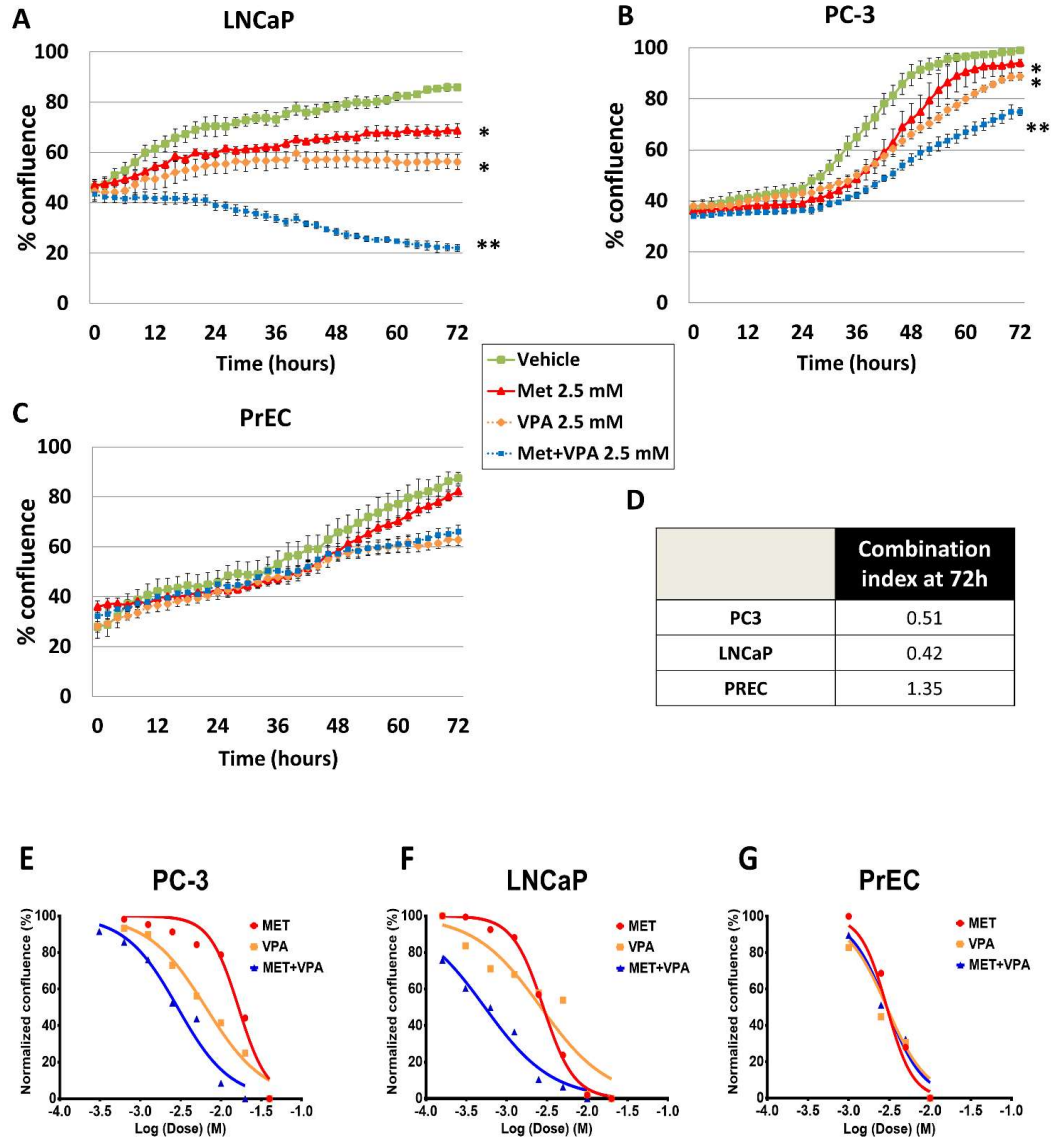 A
LNCaP
% confluence
100
80
60
40
20
0
*
*
**
0 12 24 36 48 60 72
Time (hours)
B
PC-3
% confluence
100
80
60
40
20
0
*
*
**
0 12 24 36 48 60 72
Time (hours)
Vehicle
Met 2.5 mM
VPA 2.5 mM
Met+VPA 2.5 mM
C
PrEC
% confluence
100
80
60
40
20
0
0 12 24 36 48 60 72
Time (hours)
D
Combination
index at 72h
PC3 0.51
LNCaP 0.42
PREC 1.35
E
PC-3
Normalized confluence (%)
100
80
60
40
20
0
MET
VPA
MET+VPA
-4.0 -3.5 -3.0 -2.5 -2.0 -1.5 -1.0
Log (Dose) (M)
F
LNCaP
Normalized confluence (%)
100
80
60
40
20
0
MET
VPA
MET+VPA
-4.0 -3.5 -3.0 -2.5 -2.0 -1.5 -1.0
Log (Dose) (M)
G
PrEC
Normalized confluence (%)
100
80
60
40
20
0
MET
VPA
MET+VPA
-4.0 -3.5 -3.0 -2.5 -2.0 -1.5 -1.0
Log (Dose) (M)